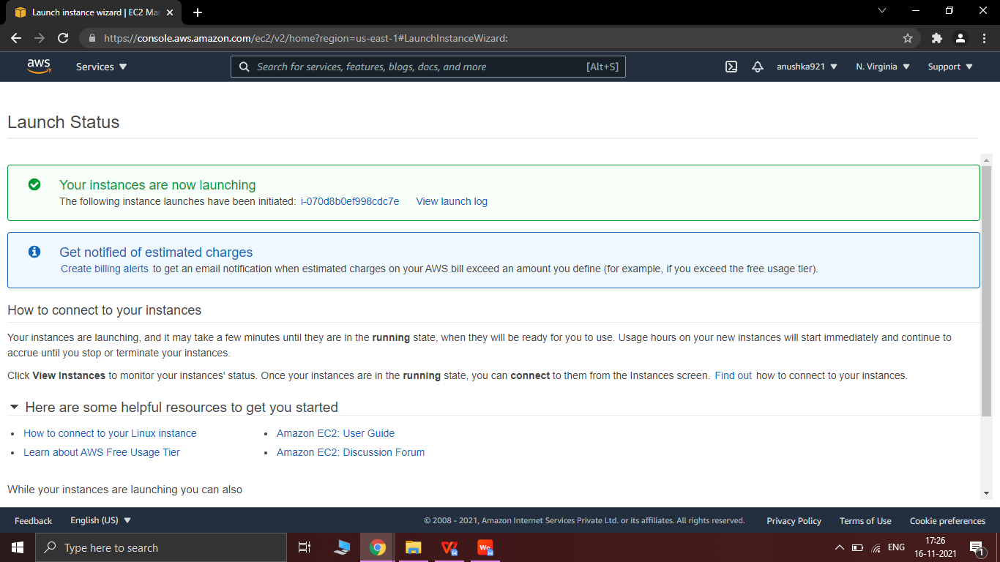 Launch instance wizard | EC2 Ma
https://console.aws.amazon.com/ec2/v2/home?region=us-east-1#LaunchInstanceWizard:
aws Services Search for services, features, blogs, docs, and more [Alt+S] anushka921 N. Virginia Support
Launch Status
Your instances are now launching
The following instance launches have been initiated: i-070d8b0ef998cdc7e View launch log
Get notified of estimated charges
Create billing alerts to get an email notification when estimated charges on your AWS bill exceed an amount you define (for example, if you exceed the free usage tier).
How to connect to your instances
Your instances are launching, and it may take a few minutes until they are in the running state, when they will be ready for you to use. Usage hours on your new instances will start immediately and continue to
accrue until you stop or terminate your instances.
Click View Instances to monitor your instances' status. Once your instances are in the running state, you can connect to them from the Instances screen. Find out how to connect to your instances.
Here are some helpful resources to get you started
How to connect to your Linux instance
Amazon EC2: User Guide
Learn about AWS Free Usage Tier
Amazon EC2: Discussion Forum
While your instances are launching you can also
Feedback English (US) © 2008 - 2021, Amazon Internet Services Private Ltd. or its affiliates. All rights reserved. Privacy Policy Terms of Use Cookie preferences
Type here to search
ENG
17:26
16-11-2021
1